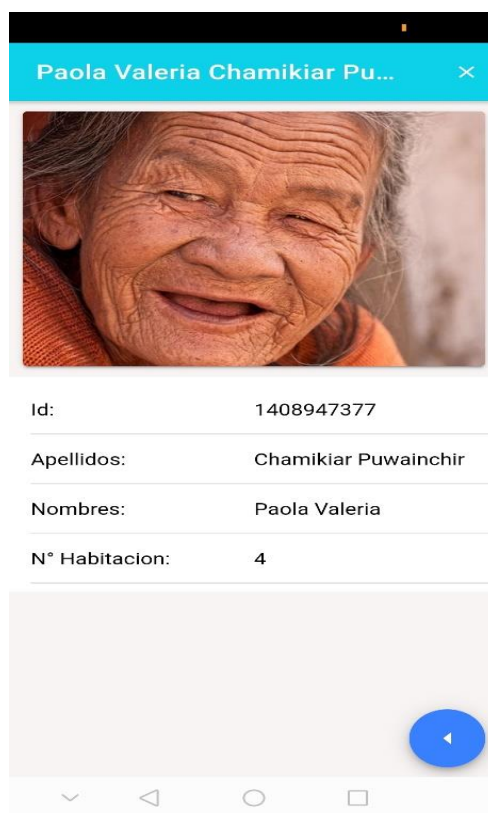 Paola Valeria Chamikiar Pu...
Id: 1408947377
Apellidos: Chamikiar Puwainchir
Nombres: Paola Valeria
N° Habitacion: 4